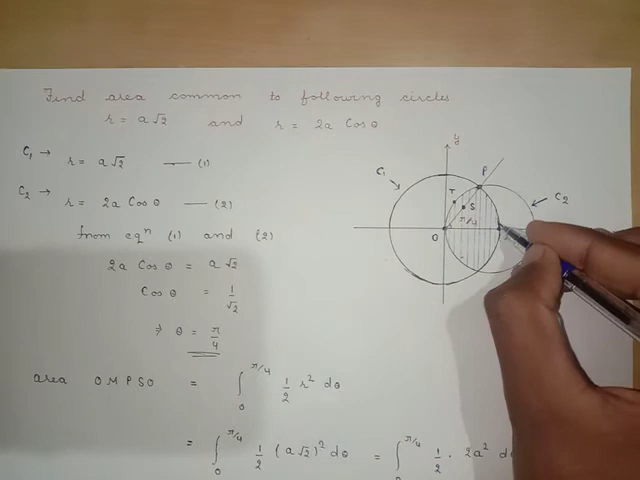 Find area common to following circles
r = a√2 and r = 2a Cos θ
C₁ → r = a√2 —— (1)
C₂ → r = 2a Cos θ —— (2)
from eqⁿ (1) and (2)
2a Cos θ = a√2
Cos θ = 1/√2
⇒ θ = π/4
y
P
C₁
C₂
T
S
π/4
O
area OMPSO = ∫₀^π/4 1/2 r² dθ
= ∫₀^π/4 1/2 (a√2)² dθ = ∫₀^π/4 1/2 · 2a² d